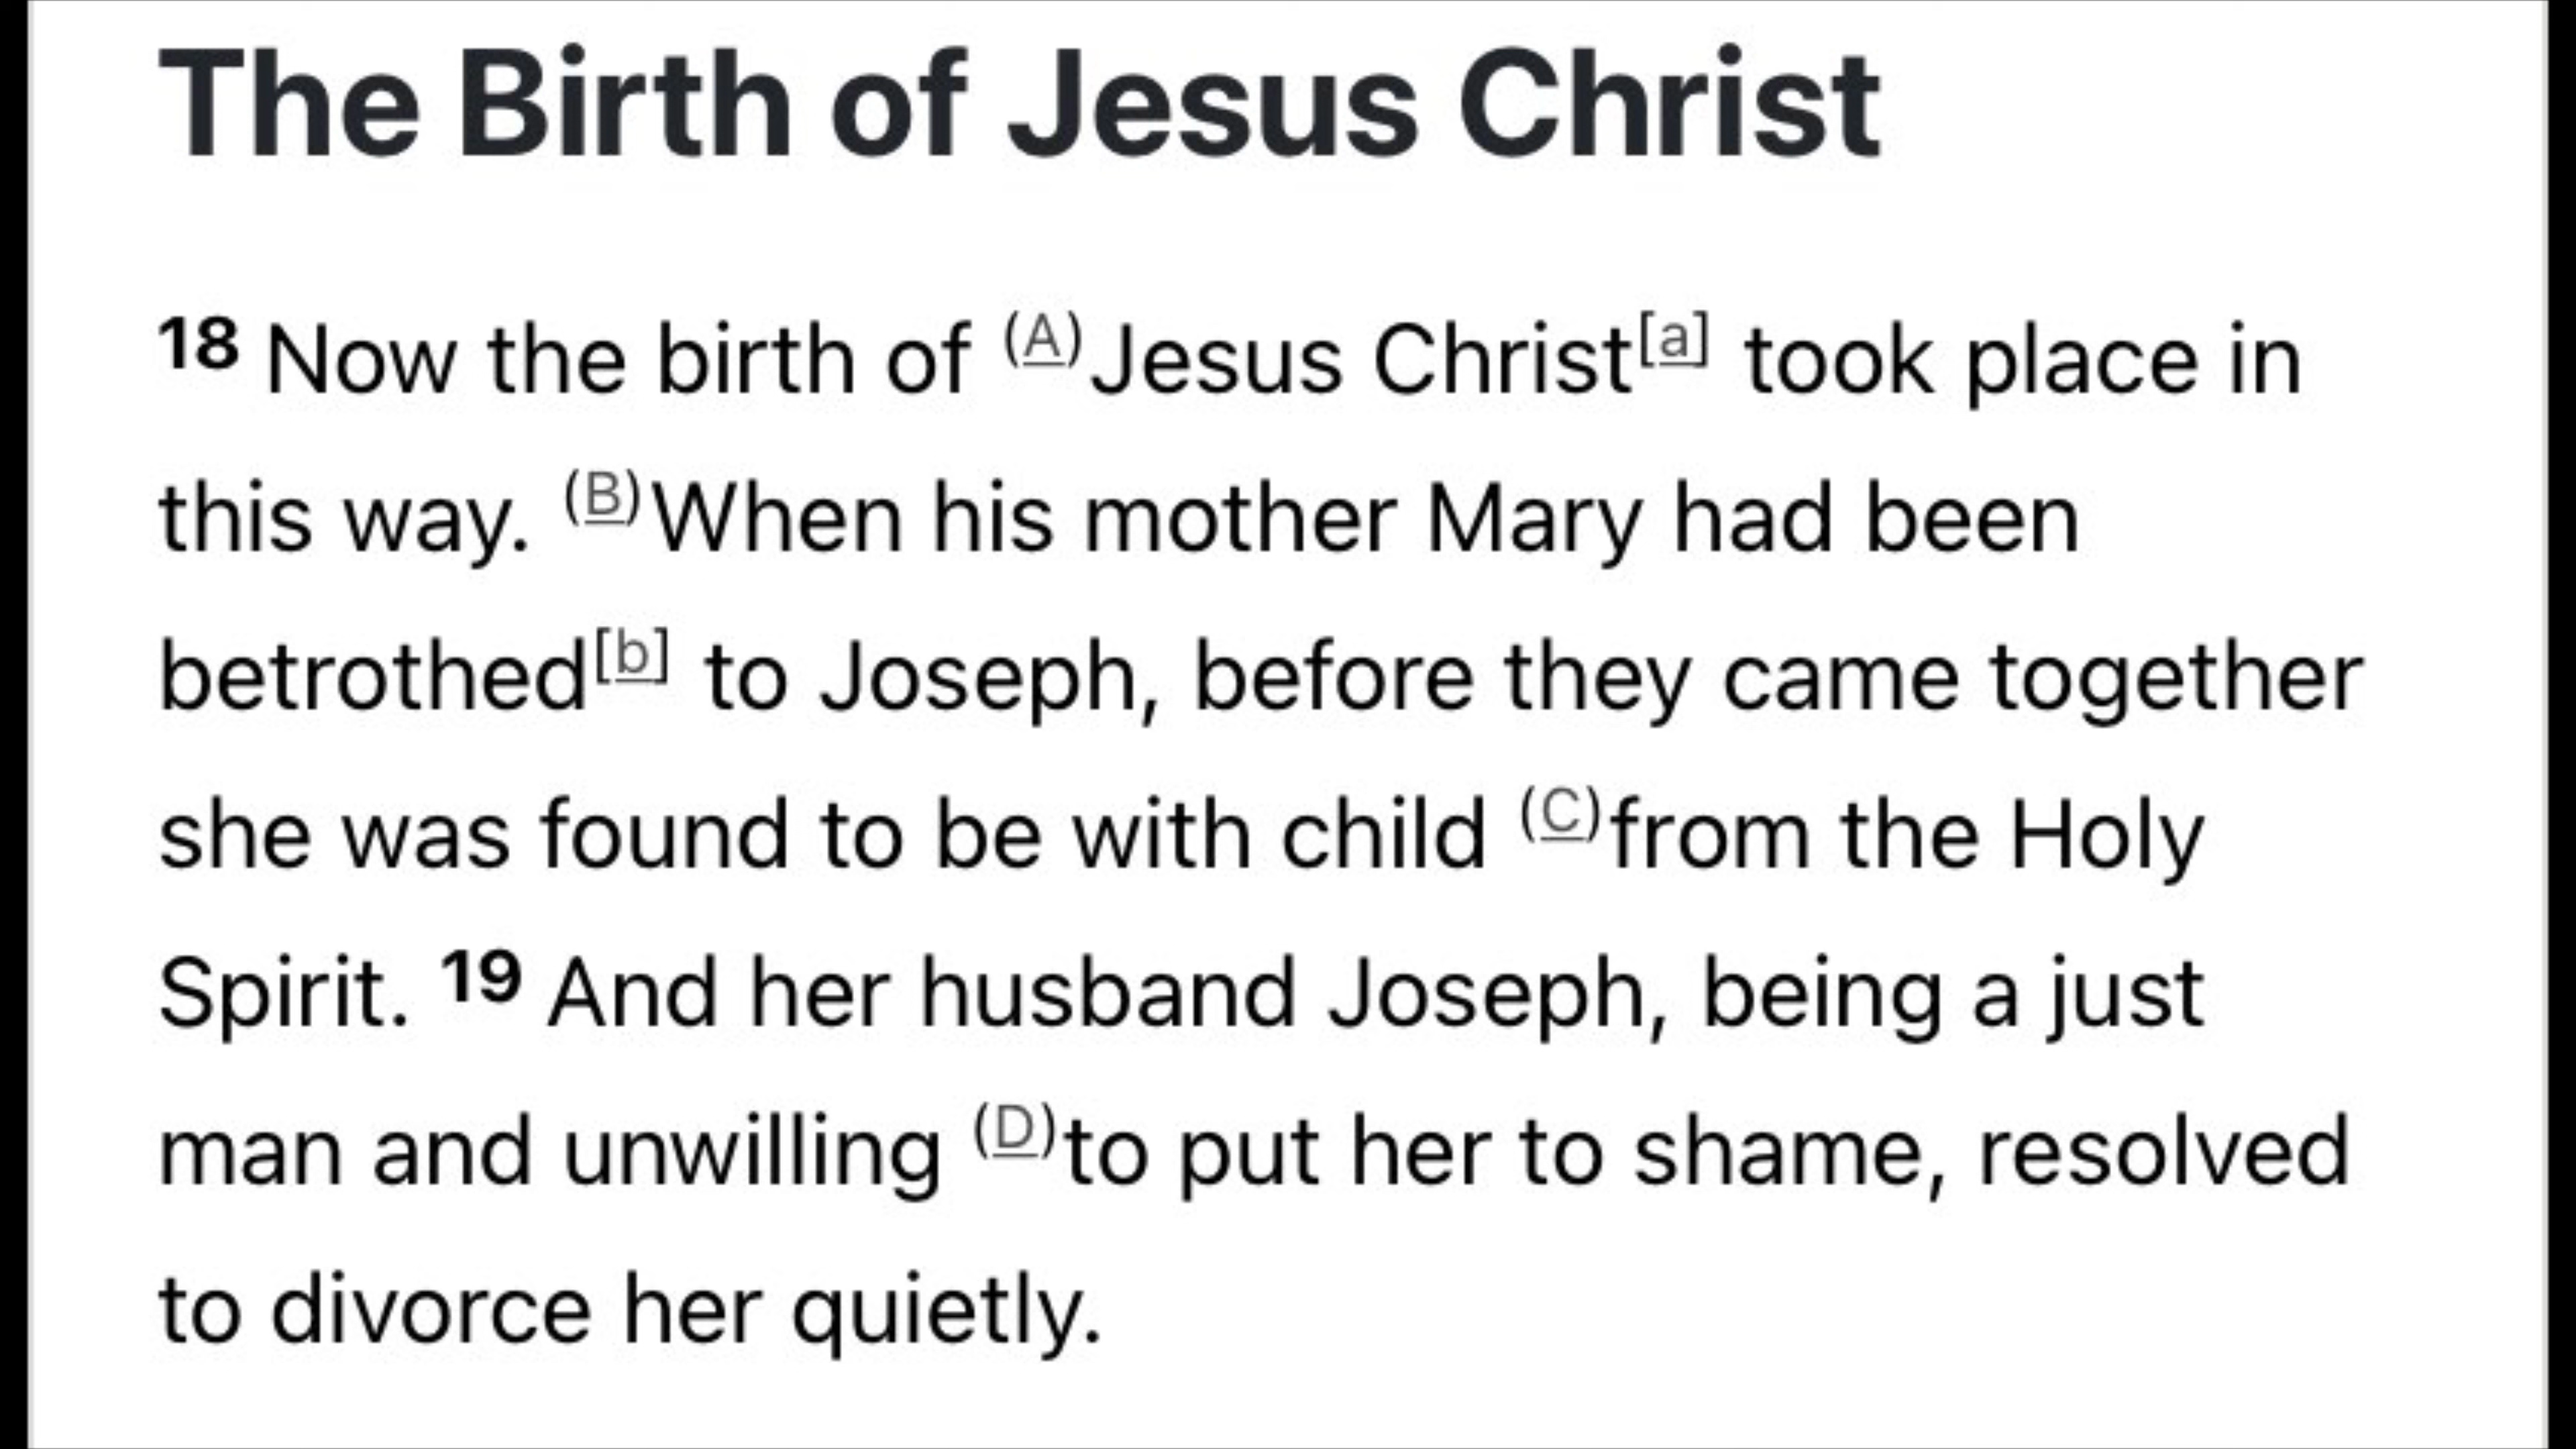 The Birth of Jesus Christ
18 Now the birth of (A)Jesus Christ[a] took place in
this way. (B)When his mother Mary had been
betrothed[b] to Joseph, before they came together
she was found to be with child (C)from the Holy
Spirit. 19 And her husband Joseph, being a just
man and unwilling (D)to put her to shame, resolved
to divorce her quietly.